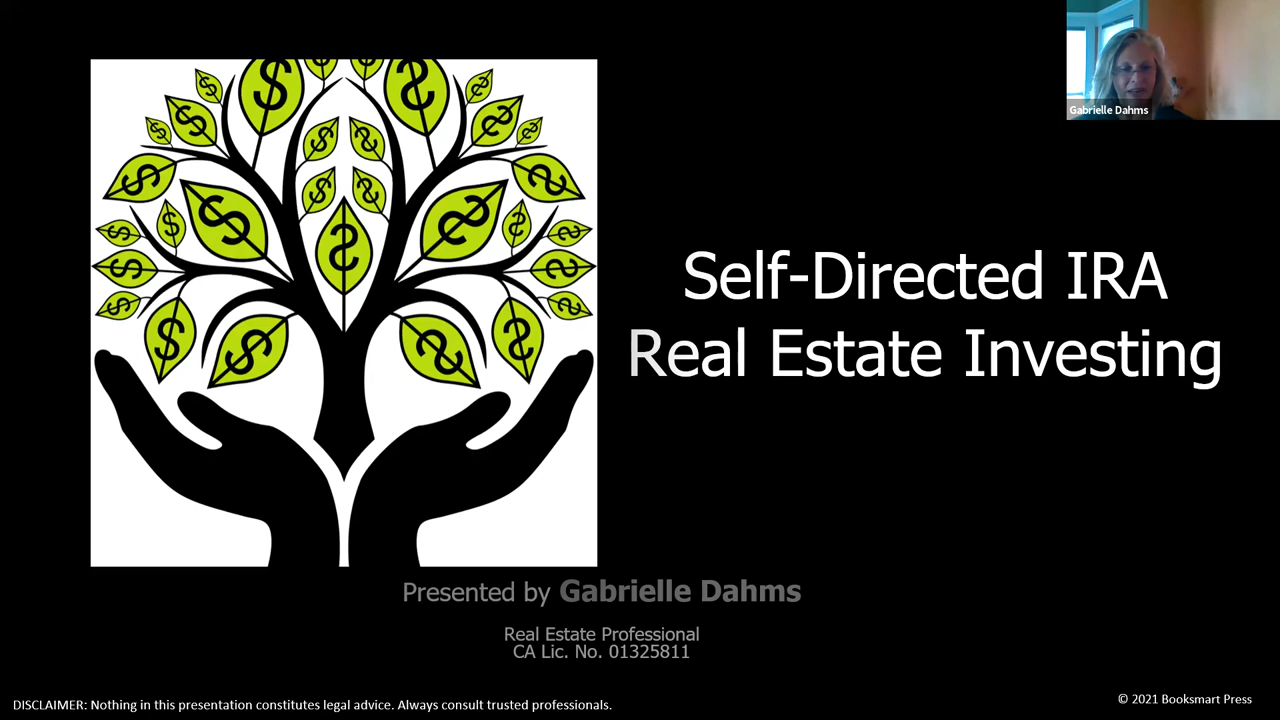 Gabrielle Dahms
Self-Directed IRA
Real Estate Investing
Presented by Gabrielle Dahms
Real Estate Professional
CA Lic. No. 01325811
DISCLAIMER: Nothing in this presentation constitutes legal advice. Always consult trusted professionals.
© 2021 Booksmart Press